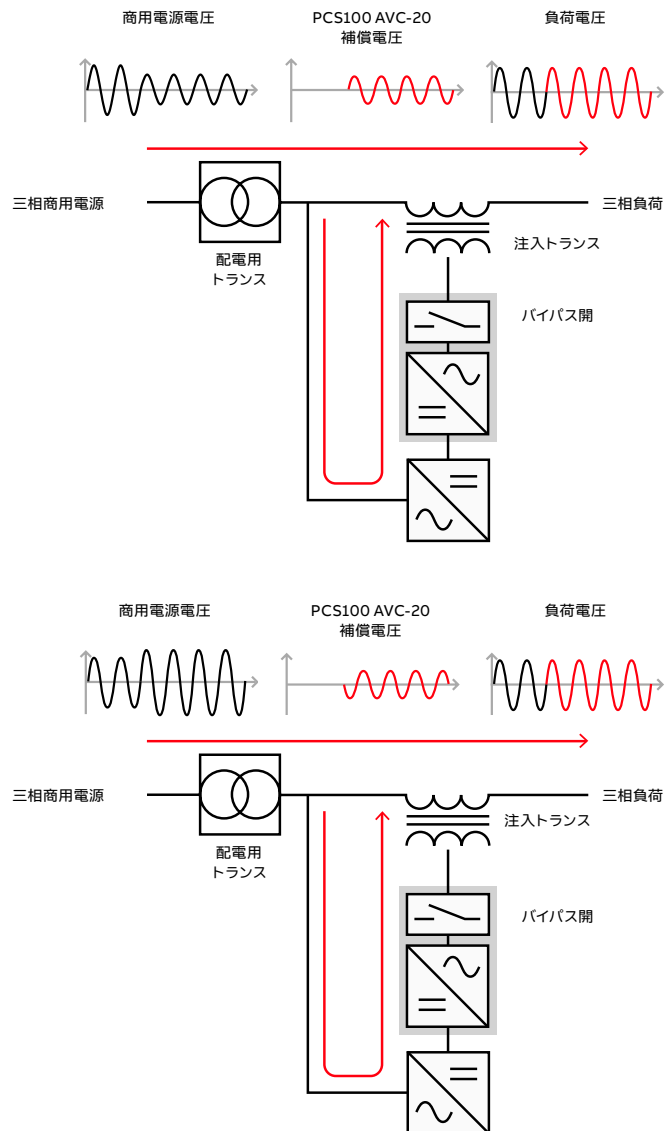 商用電源電圧
PCS100 AVC-20
補償電圧
負荷電圧
三相商用電源
三相負荷
配電用
トランス
注入トランス
バイパス開
商用電源電圧
PCS100 AVC-20
補償電圧
負荷電圧
三相商用電源
三相負荷
配電用
トランス
注入トランス
バイパス開